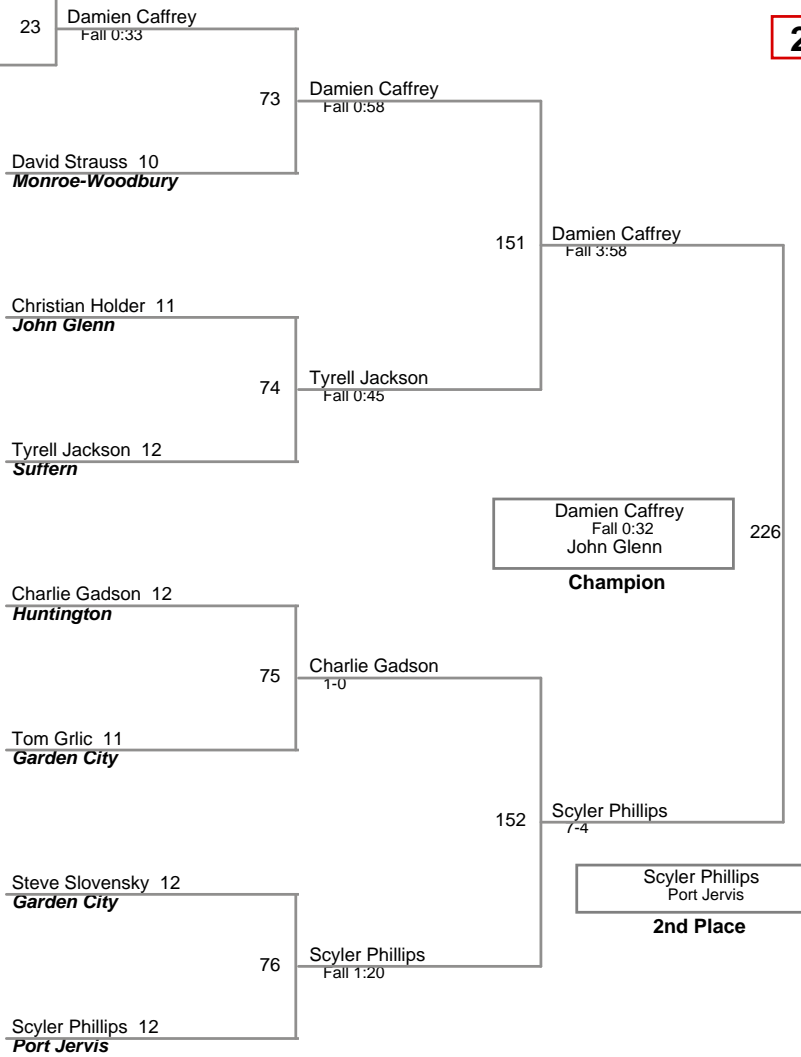 23
Damien Caffrey
Fall 0:33
2
73
Damien Caffrey
Fall 0:58
David Strauss 10
Monroe-Woodbury
151
Damien Caffrey
Fall 3:58
Christian Holder 11
John Glenn
74
Tyrell Jackson
Fall 0:45
Tyrell Jackson 12
Suffern
Damien Caffrey
Fall 0:32
John Glenn
226
Champion
Charlie Gadson 12
Huntington
75
Charlie Gadson
1-0
Tom Grlic 11
Garden City
152
Scyler Phillips
7-4
Steve Slovensky 12
Garden City
Scyler Phillips
Port Jervis
2nd Place
76
Scyler Phillips
Fall 1:20
Scyler Phillips 12
Port Jervis